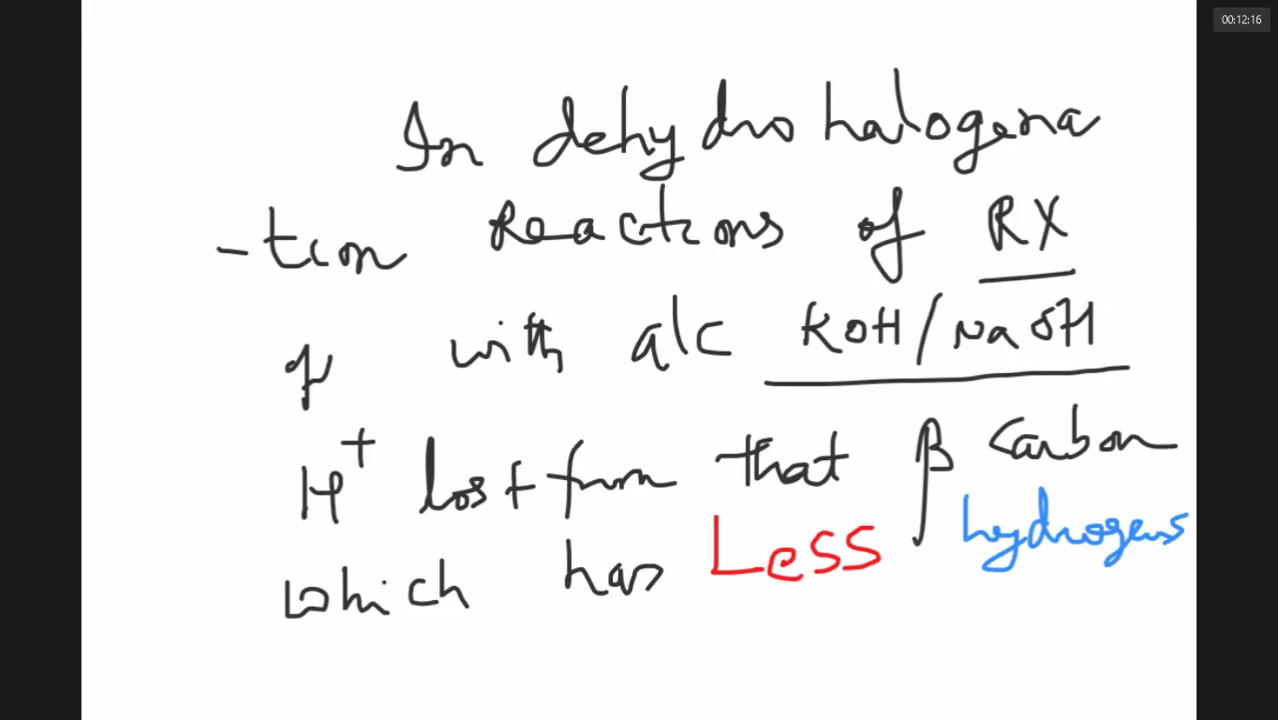 00:12:16
In dehydrohalogena
-tion Reactions of RX
with alc KOH/NaOH
H+ lost from that β carbon
which has Less hydrogens